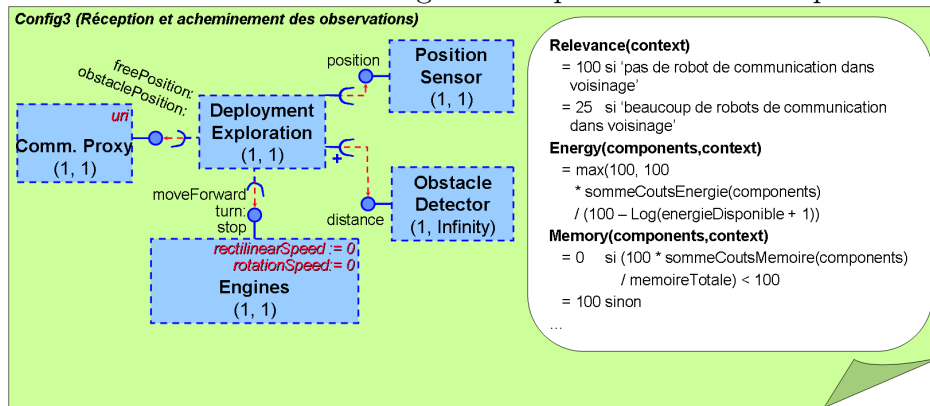 Config3 (Réception et acheminement des observations)
freePosition:
obstaclePosition:
uri
Comm. Proxy
(1, 1)
Deployment
Exploration
(1, 1)
position
Position
Sensor
(1, 1)
+
distance
Obstacle
Detector
(1, Infinity)
moveForward
turn:
stop
rectilinearSpeed := 0
rotationSpeed:= 0
Engines
(1, 1)
Relevance(context)
= 100 si ‘pas de robot de communication dans
voisinage’
= 25 si ‘beaucoup de robots de communication
dans voisinage’
Energy(components,context)
= max(100, 100
* sommeCoutsEnergie(components)
/ (100 – Log(energieDisponible + 1))
Memory(components,context)
= 0 si (100 * sommeCoutsMemoire(components)
/ memoireTotale) < 100
= 100 sinon
...